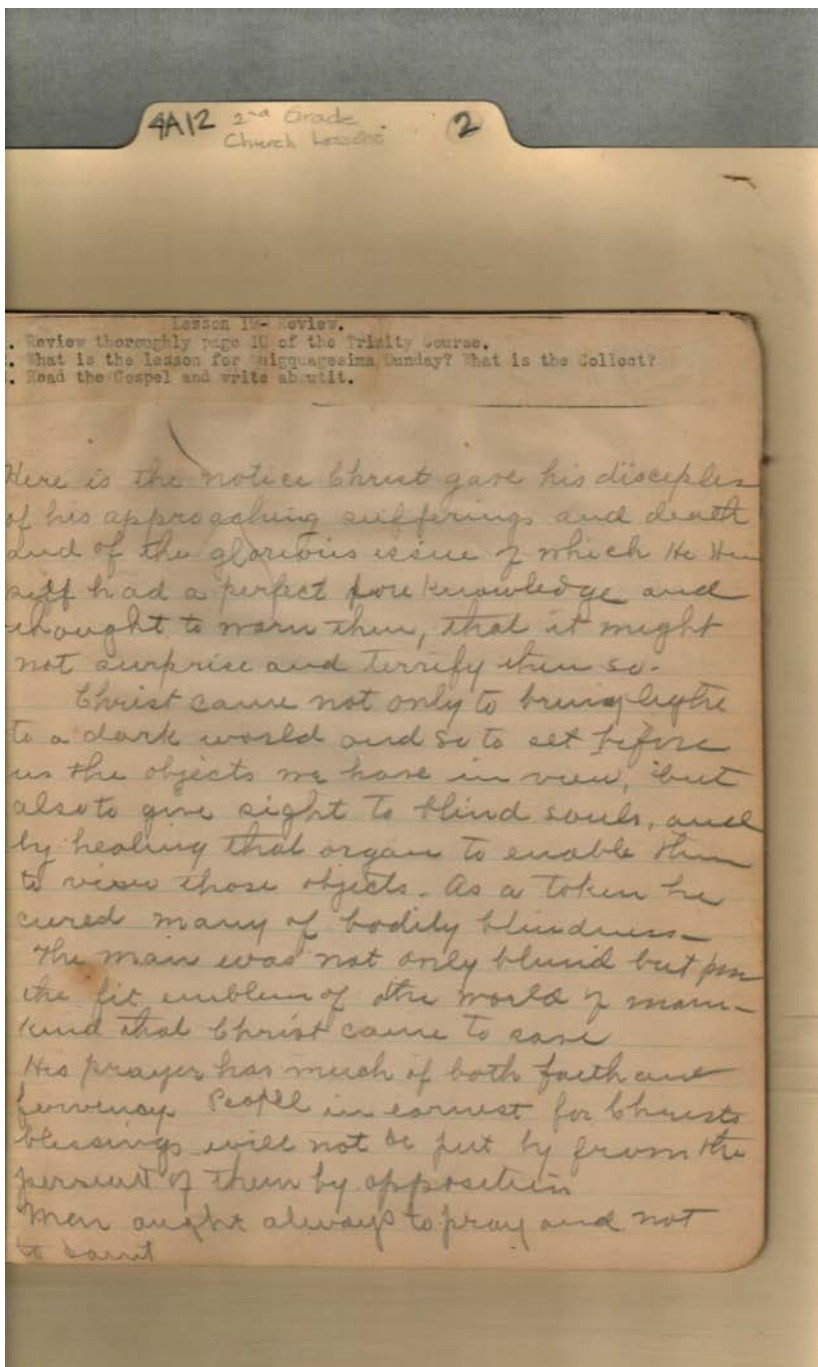 4A12 2nd Grade
Church Lessons
2
Lesson 19- Review.
. Review thoroughly page 10 of the Trinity Course.
. What is the lesson for uigquagesima Sunday? What is the Collect?
. Read the Gospel and write aboutit.
Here is the notice Christ gave his disciples
of his approaching sufferings and death
and of the glorious issue of which He Him
self had a perfect fore knowledge and
thought to warn them, that it might
not surprise and terrify them so.
Christ came not only to bring light
to a dark world and so to set before
us the objects we have in view, but
also to give sight to blind souls, and
by healing that organ to enable them
to view those objects. As a token he
cured many of bodily blindness
The man was not only blind but
the fit emblem of the world of man-
kind that Christ came to save
His prayer has much of both faith and
fervency People in earnest for Christs
blessings will not be put by from the
persuit of them by opposition
Men ought always to pray and not
to